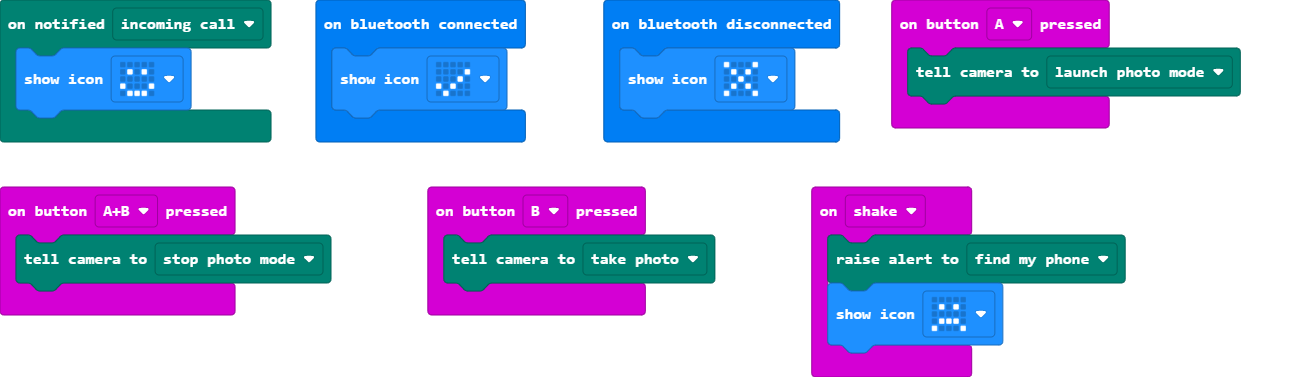 on notified incoming call
show icon
on bluetooth connected
show icon
on bluetooth disconnected
show icon
on button A pressed
tell camera to launch photo mode
on button A+B pressed
tell camera to stop photo mode
on button B pressed
tell camera to take photo
on shake
raise alert to find my phone
show icon